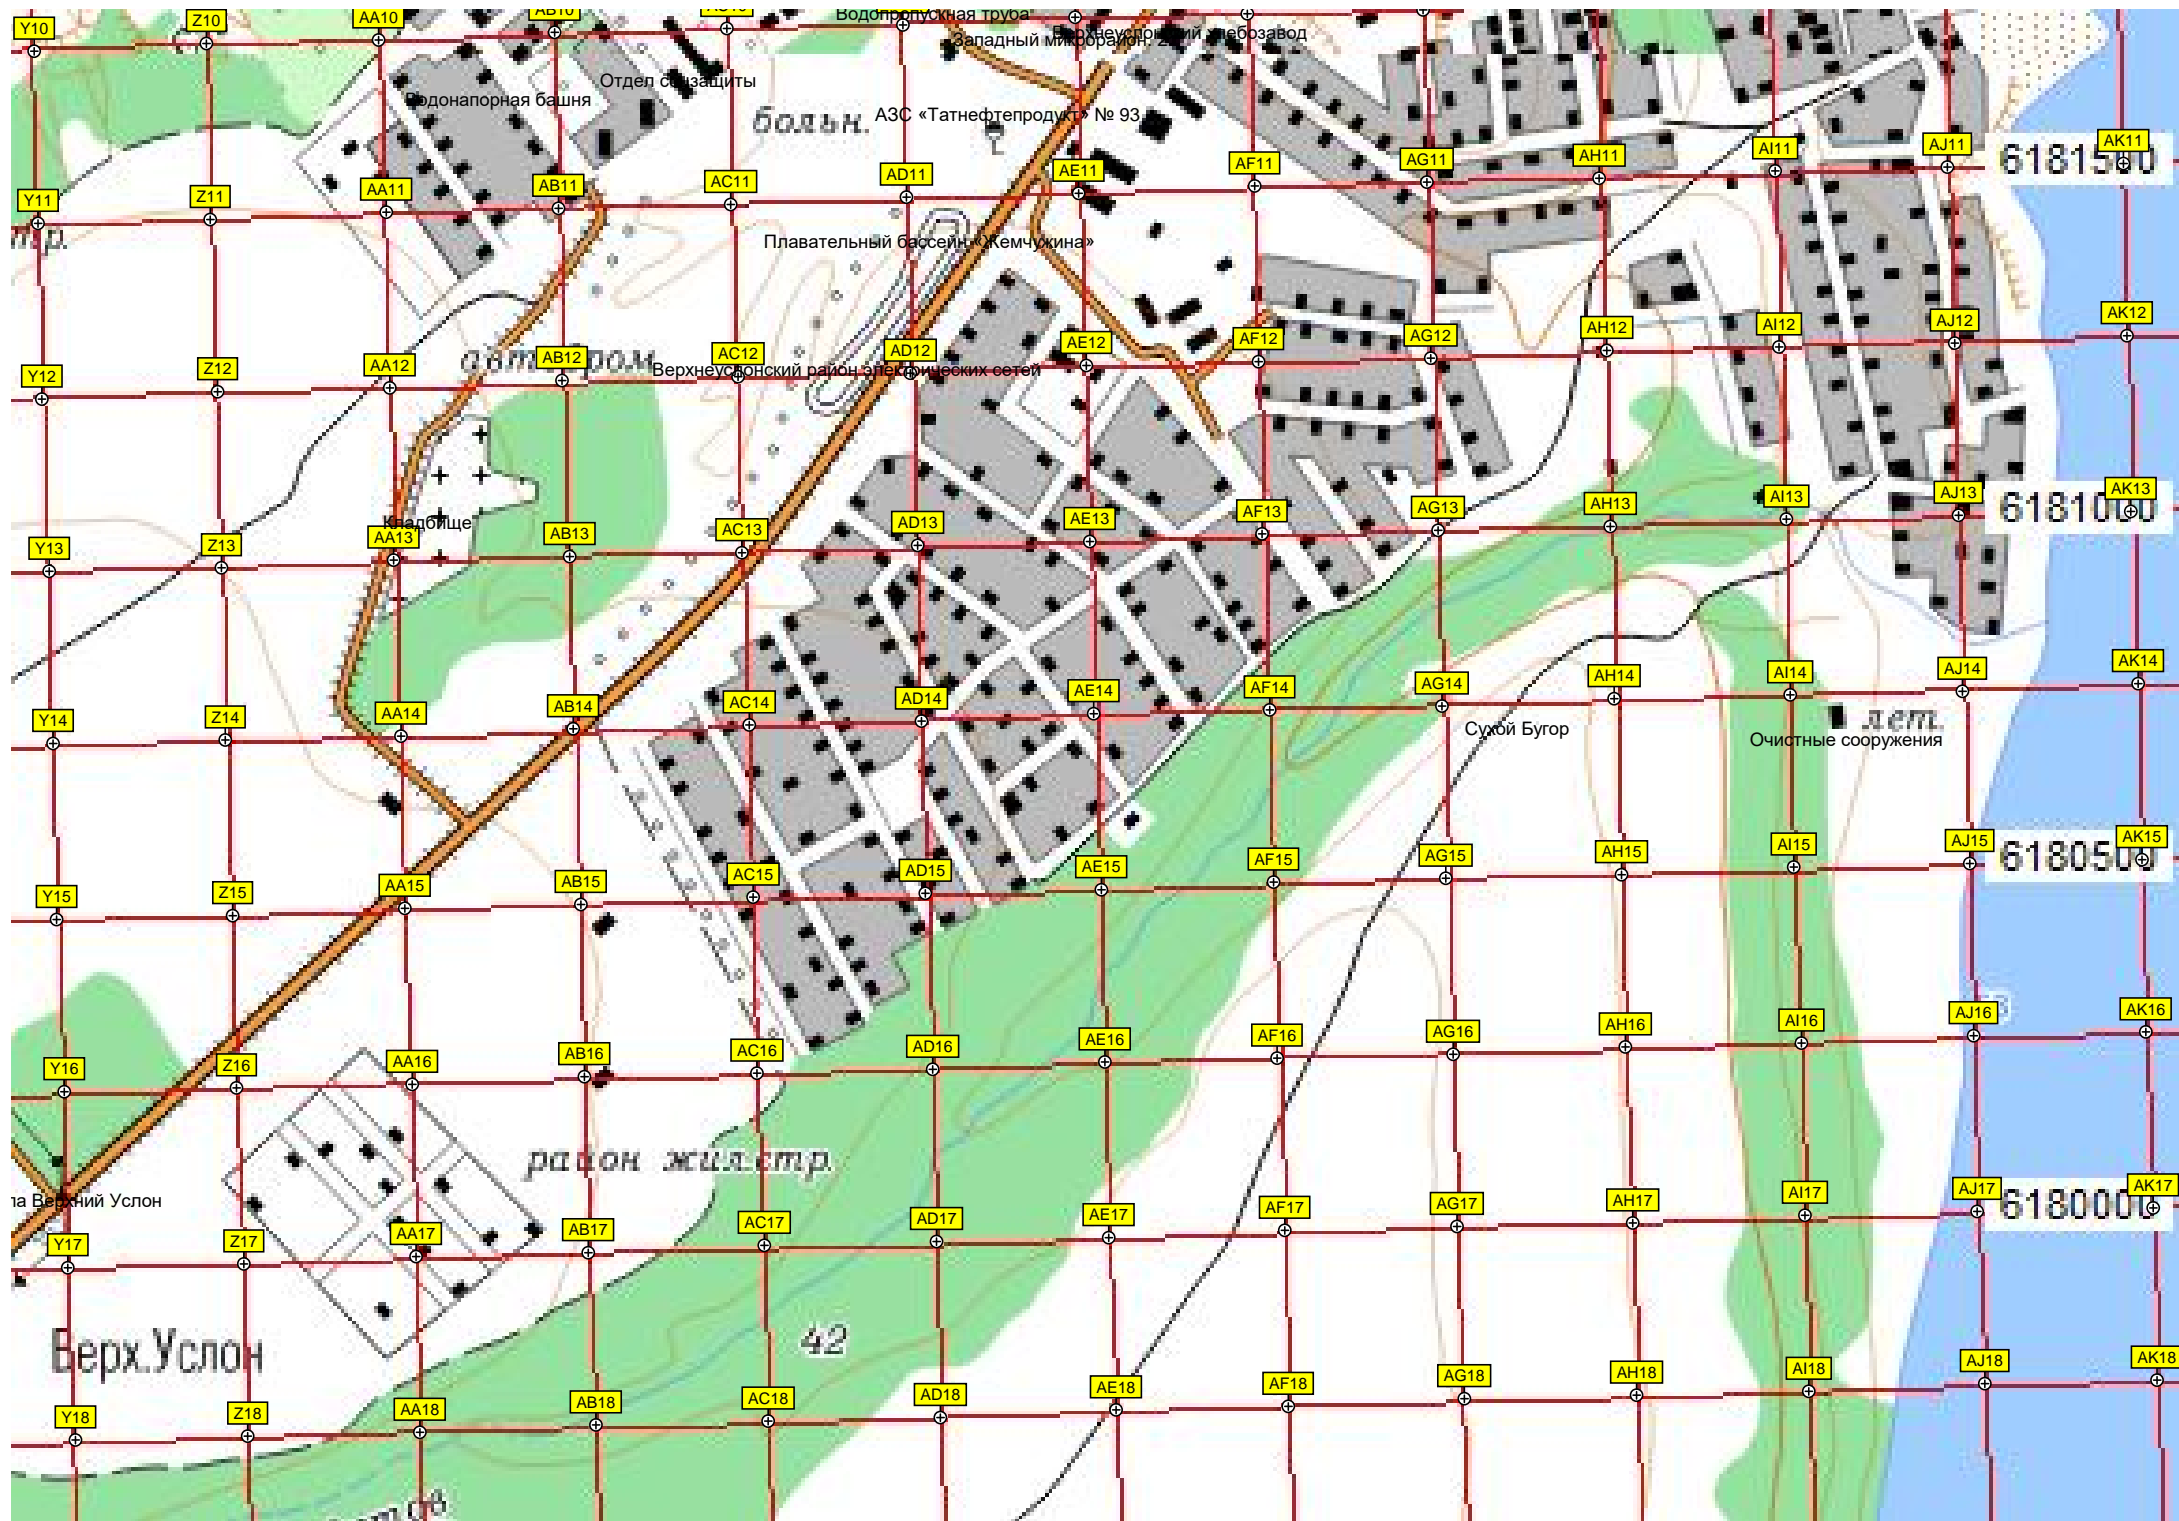 Y10 Z10 AA10 AB10
Водопропускная труба
Западный микрорайон, 2
Верхнеуслонский хлебозавод
Отдел соцзащиты
Водонапорная башня
больн.
АЗС «Татнефтепродукт» № 93
Y11 Z11 AA11 AB11 AC11 AD11 AE11 AF11 AG11 AH11 AI11 AJ11 AK11
6181500
тр.
Плавательный бассейн «Жемчужина»
Y12 Z12 AA12 AB12 AC12 AD12 AE12 AF12 AG12 AH12 AI12 AJ12 AK12
Верхнеуслонский район электрических сетей
Y13 Z13 AA13 AB13 AC13 AD13 AE13 AF13 AG13 AH13 AI13 AJ13 AK13
6181000
Кладбище
Y14 Z14 AA14 AB14 AC14 AD14 AE14 AF14 AG14 AH14 AI14 AJ14 AK14
Сухой Бугор
лет.
Очистные сооружения
Y15 Z15 AA15 AB15 AC15 AD15 AE15 AF15 AG15 AH15 AI15 AJ15 AK15
6180500
Y16 Z16 AA16 AB16 AC16 AD16 AE16 AF16 AG16 AH16 AI16 AJ16 AK16
район жил.стр.
ла Верхний Услон
Y17 Z17 AA17 AB17 AC17 AD17 AE17 AF17 AG17 AH17 AI17 AJ17 AK17
6180000
Верх.Услон
42
Y18 Z18 AA18 AB18 AC18 AD18 AE18 AF18 AG18 AH18 AI18 AJ18 AK18